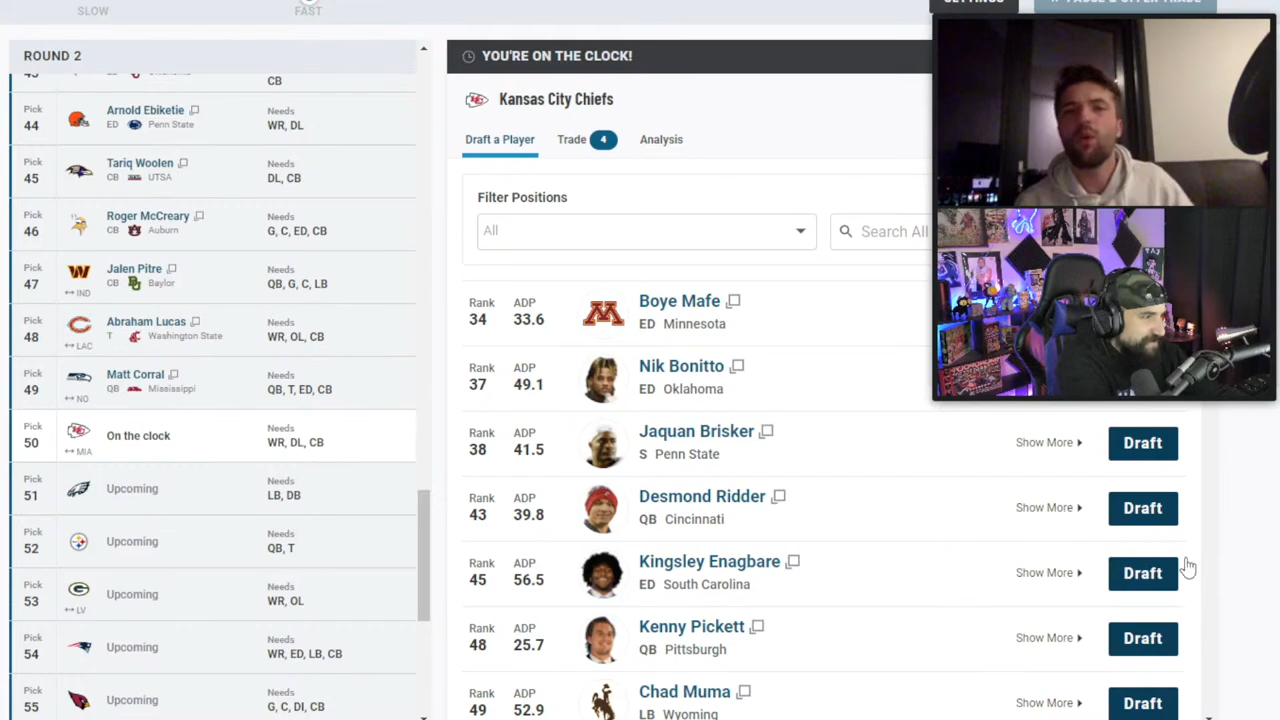 SLOW FAST
ROUND 2
CB
Pick 44 Arnold Ebiketie Needs
ED Penn State WR, DL
Pick 45 Tariq Woolen Needs
CB UTSA DL, CB
Pick 46 Roger McCreary Needs
CB Auburn G, C, ED, CB
Pick 47 Jalen Pitre Needs
↔ IND CB Baylor QB, G, C, LB
Pick 48 Abraham Lucas Needs
↔ LAC T Washington State WR, OL, CB
Pick 49 Matt Corral Needs
↔ NO QB Mississippi QB, T, ED, CB
Pick 50 On the clock Needs
↔ MIA WR, DL, CB
Pick 51 Upcoming Needs
LB, DB
Pick 52 Upcoming Needs
QB, T
Pick 53 Upcoming Needs
↔ LV WR, OL
Pick 54 Upcoming Needs
WR, ED, LB, CB
Pick 55 Upcoming Needs
G, C, DI, CB
SETTINGS PAUSE & OFFER TRADE
YOU'RE ON THE CLOCK!
Kansas City Chiefs
Draft a Player Trade 4 Analysis
Filter Positions
All Search All
Rank 34 ADP 33.6 Boye Mafe
ED Minnesota
Rank 37 ADP 49.1 Nik Bonitto
ED Oklahoma
Rank 38 ADP 41.5 Jaquan Brisker Show More Draft
S Penn State
Rank 43 ADP 39.8 Desmond Ridder Show More Draft
QB Cincinnati
Rank 45 ADP 56.5 Kingsley Enagbare Show More Draft
ED South Carolina
Rank 48 ADP 25.7 Kenny Pickett Show More Draft
QB Pittsburgh
Rank 49 ADP 52.9 Chad Muma Show More Draft
LB Wyoming